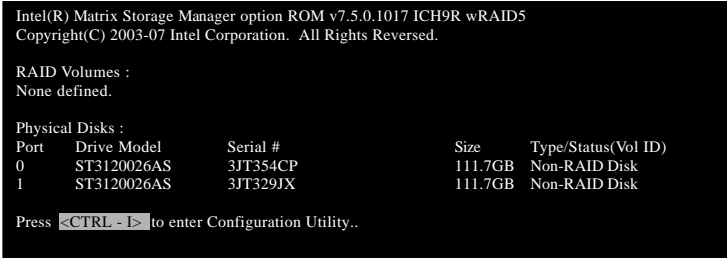 Intel(R) Matrix Storage Manager option ROM v7.5.0.1017 ICH9R wRAID5
Copyright(C) 2003-07 Intel Corporation. All Rights Reversed.
RAID Volumes :
None defined.
Physical Disks :
Port Drive Model Serial # Size Type/Status(Vol ID)
0 ST3120026AS 3JT354CP 111.7GB Non-RAID Disk
1 ST3120026AS 3JT329JX 111.7GB Non-RAID Disk
Press <CTRL - I> to enter Configuration Utility..